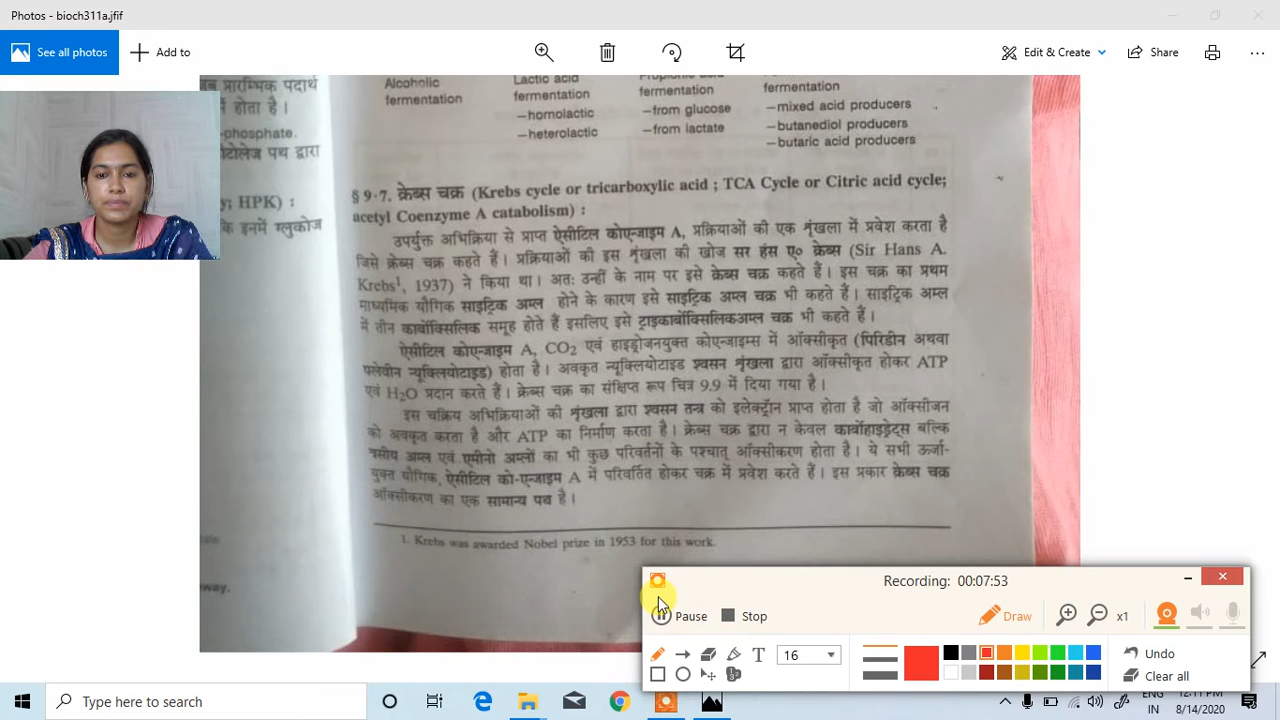 Photos - bioch311a.jfif
See all photos
Add to
Edit & Create
Share
जब प्रारम्भिक पदार्थ
में होता है।
-phosphate.
टोलेज पथ द्वारा
y; HPK) :
कि इनमें ग्लुकोज
way.
Alcoholic
fermentation
Lactic acid
fermentation
–homolactic
–heterolactic
Propionic acid
fermentation
–from glucose
–from lactate
fermentation
–mixed acid producers
–butanediol producers
–butaric acid producers
§ 9·7. क्रेब्स चक्र (Krebs cycle or tricarboxylic acid ; TCA Cycle or Citric acid cycle;
acetyl Coenzyme A catabolism) :
उपर्युक्त अभिक्रिया से प्राप्त ऐसीटिल कोएन्जाइम A, प्रक्रियाओं की एक शृंखला में प्रवेश करता है
जिसे क्रेब्स चक्र कहते हैं। प्रक्रियाओं की इस शृंखला की खोज सर हंस ए० क्रेब्स (Sir Hans A.
Krebs¹, 1937) ने किया था। अतः उन्हीं के नाम पर इसे क्रेब्स चक्र कहते हैं। इस चक्र का प्रथम
माध्यमिक यौगिक साइट्रिक अम्ल होने के कारण इसे साइट्रिक अम्ल चक्र भी कहते हैं। साइट्रिक अम्ल
में तीन कार्बोक्सिलिक समूह होते हैं इसलिए इसे ट्राइकार्बोक्सिलिकअम्ल चक्र भी कहते हैं।
ऐसीटिल कोएन्जाइम A, CO₂ एवं हाइड्रोजनयुक्त कोएन्जाइम्स में ऑक्सीकृत (पिरिडीन अथवा
फ्लेवीन न्यूक्लियोटाइड) होता है। अवकृत न्यूक्लियोटाइड श्वसन शृंखला द्वारा ऑक्सीकृत होकर ATP
एवं H₂O प्रदान करते हैं। क्रेब्स चक्र का संक्षिप्त रूप चित्र 9.9 में दिया गया है।
इस चक्रिय अभिक्रियाओं की शृंखला द्वारा श्वसन तन्त्र को इलेक्ट्रॉन प्राप्त होता है जो ऑक्सीजन
को अवकृत करता है और ATP का निर्माण करता है। क्रेब्स चक्र द्वारा न केवल कार्बोहाइड्रेट्स बल्कि
वसीय अम्ल एवं एमीनो अम्लों का भी कुछ परिवर्तनों के पश्चात् ऑक्सीकरण होता है। ये सभी ऊर्जा-
युक्त यौगिक, ऐसीटिल को-एन्जाइम A में परिवर्तित होकर चक्र में प्रवेश करते हैं। इस प्रकार क्रेब्स चक्र
ऑक्सीकरण का एक सामान्य पथ है।
1. Krebs was awarded Nobel prize in 1953 for this work.
Recording: 00:07:53
Pause
Stop
Draw
x1
T
16
Undo
Clear all
Type here to search
ENG
IN
12:11 PM
8/14/2020